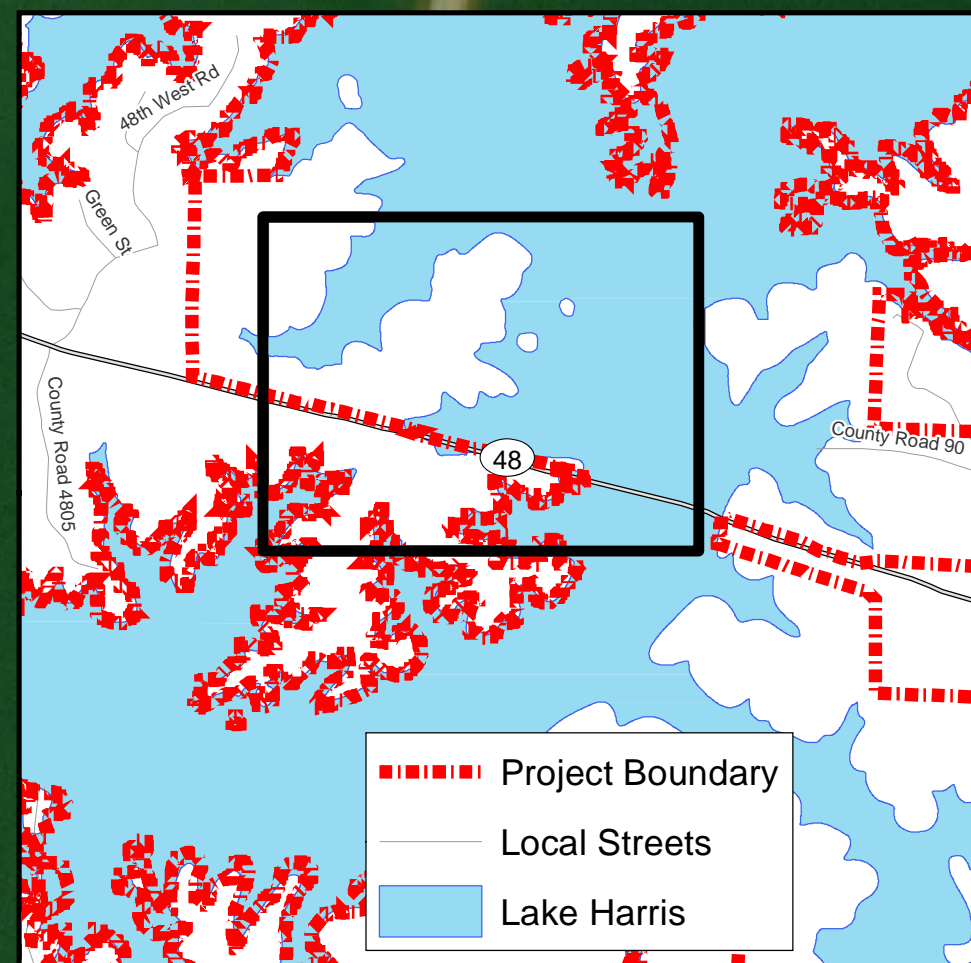 48th West Rd
Green St
County Road 4805
County Road 90
48
Project Boundary
Local Streets
Lake Harris